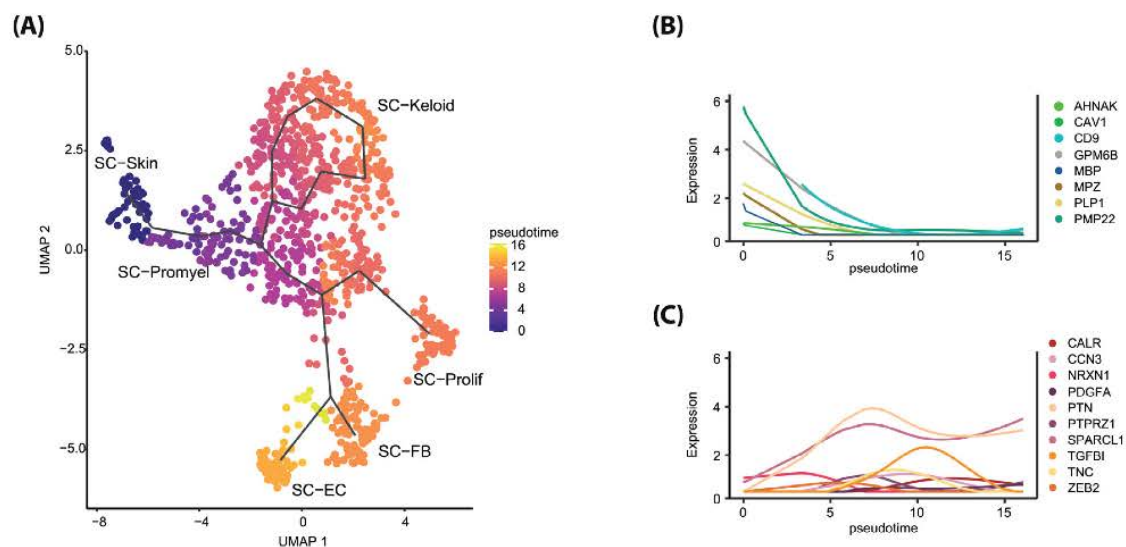 (A)
5.0
2.5
0.0
−2.5
−5.0
UMAP 2
−8
−4
0
4
UMAP 1
SC−Keloid
SC−Skin
SC−Promyel
SC−Prolif
SC−FB
SC−EC
pseudotime
16
12
8
4
0
(B)
6
4
2
0
Expression
0
5
10
15
pseudotime
AHNAK
CAV1
CD9
GPM6B
MBP
MPZ
PLP1
PMP22
(C)
6
4
2
0
Expression
0
5
10
15
pseudotime
CALR
CCN3
NRXN1
PDGFA
PTN
PTPRZ1
SPARCL1
TGFBI
TNC
ZEB2